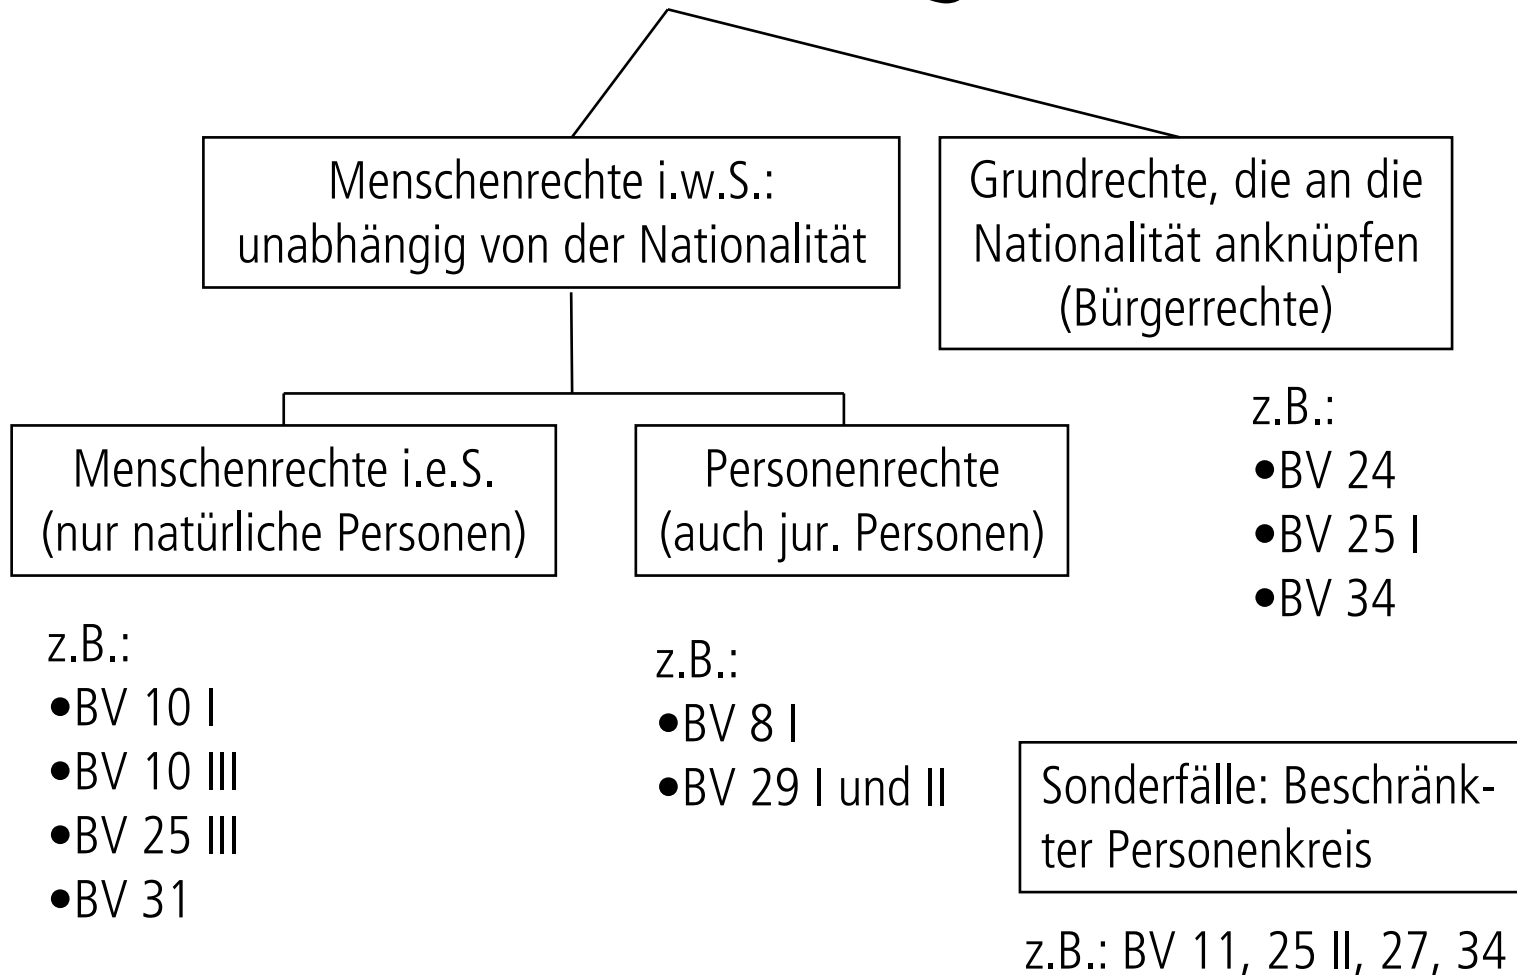 Menschenrechte i.w.S.:
unabhängig von der Nationalität
Grundrechte, die an die
Nationalität anknüpfen
(Bürgerrechte)
Menschenrechte i.e.S.
(nur natürliche Personen)
Personenrechte
(auch jur. Personen)
z.B.:
•BV 24
•BV 25 I
•BV 34
z.B.:
•BV 10 I
•BV 10 III
•BV 25 III
•BV 31
z.B.:
•BV 8 I
•BV 29 I und II
Sonderfälle: Beschränk-
ter Personenkreis
z.B.: BV 11, 25 II, 27, 34